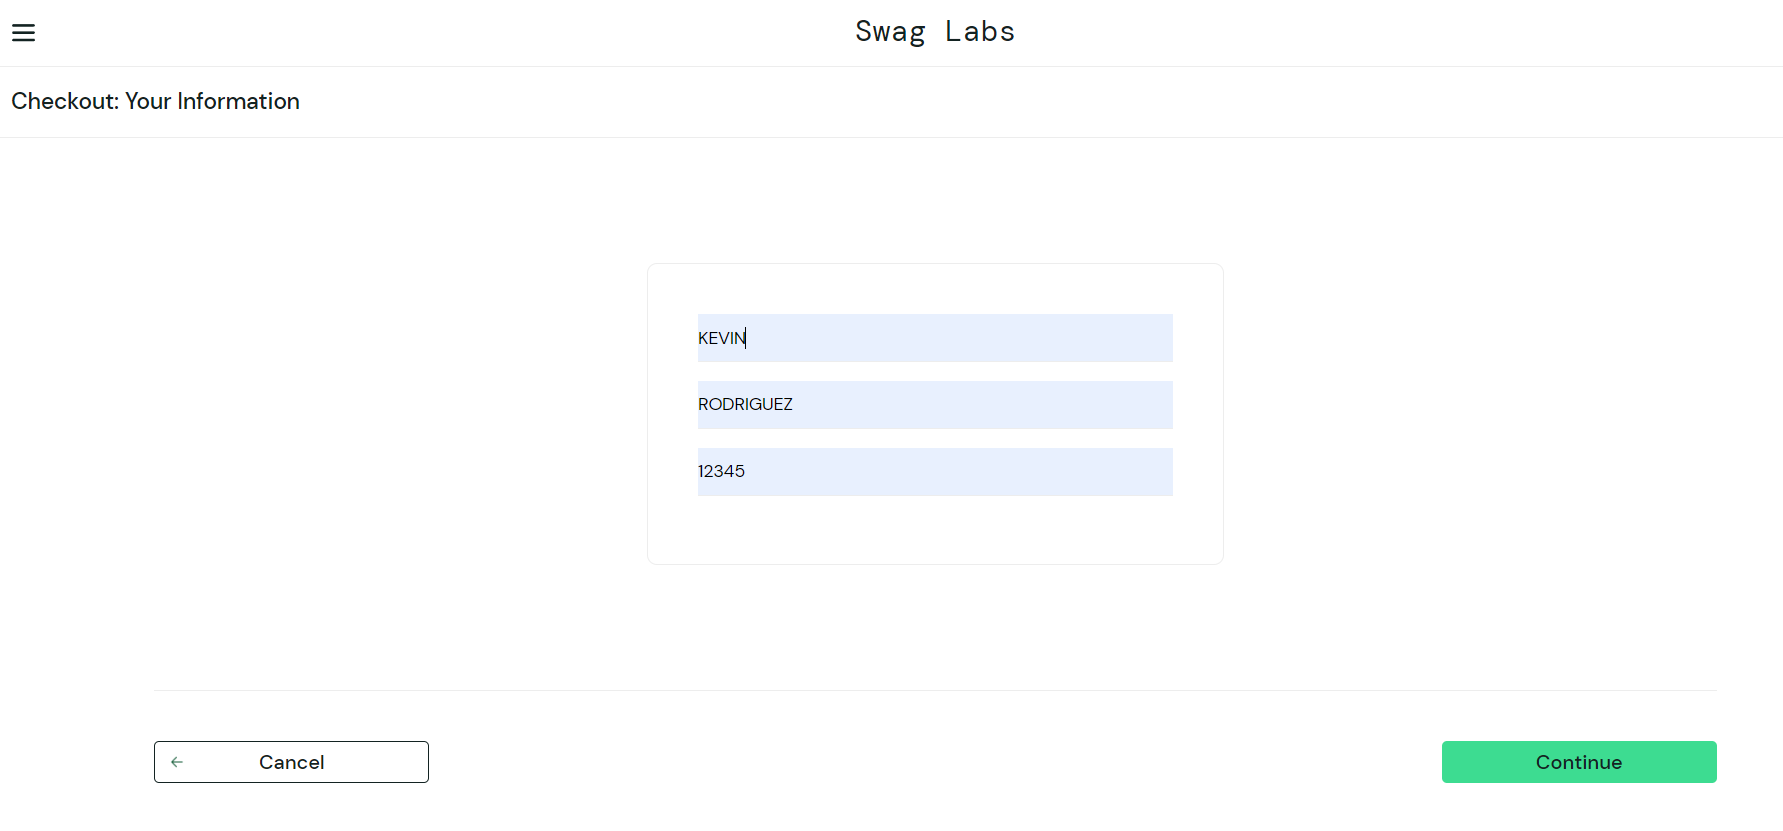 Swag Labs
Checkout: Your Information
KEVIN
RODRIGUEZ
12345
Cancel
Continue